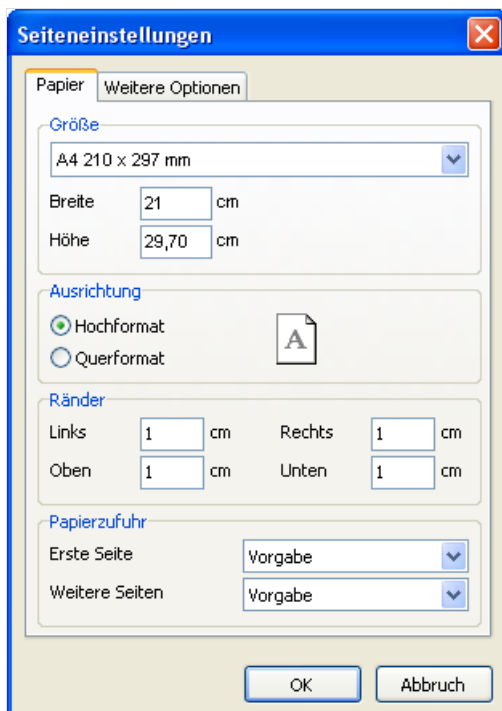 Seiteneinstellungen
Papier Weitere Optionen
Größe
A4 210 x 297 mm
Breite 21 cm
Höhe 29,70 cm
Ausrichtung
Hochformat
A
Querformat
Ränder
Links 1 cm Rechts 1 cm
Oben 1 cm Unten 1 cm
Papierzufuhr
Erste Seite Vorgabe
Weitere Seiten Vorgabe
OK Abbruch